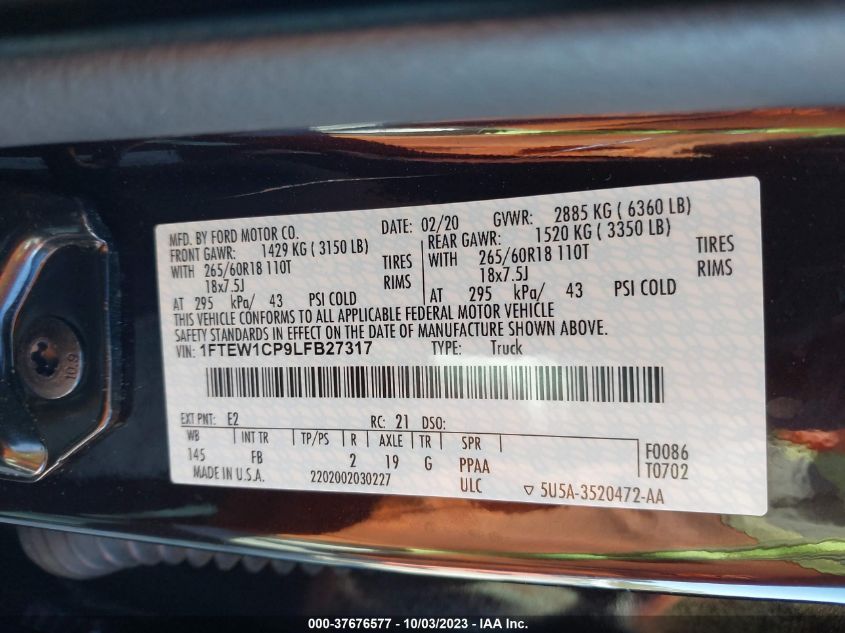 MFD. BY FORD MOTOR CO. DATE: 02/20 GVWR: 2885 KG ( 6360 LB)
FRONT GAWR: 1429 KG ( 3150 LB) REAR GAWR: 1520 KG ( 3350 LB)
WITH 265/60R18 110T TIRES WITH 265/60R18 110T TIRES
18x7.5J RIMS 18x7.5J RIMS
AT 295 kPa/ 43 PSI COLD AT 295 kPa/ 43 PSI COLD
THIS VEHICLE CONFORMS TO ALL APPLICABLE FEDERAL MOTOR VEHICLE
SAFETY STANDARDS IN EFFECT ON THE DATE OF MANUFACTURE SHOWN ABOVE.
VIN: 1FTEW1CP9LFB27317 TYPE: Truck
EXT PNT: E2 RC: 21 DSO:
WB INT TR TP/PS R AXLE TR SPR F0086
145 FB 2 19 G PPAA T0702
MADE IN U.S.A. 2202002030227 ULC ▽ 5U5A-3520472-AA
10.9
000-37676577 - 10/03/2023 - © IAA Inc.